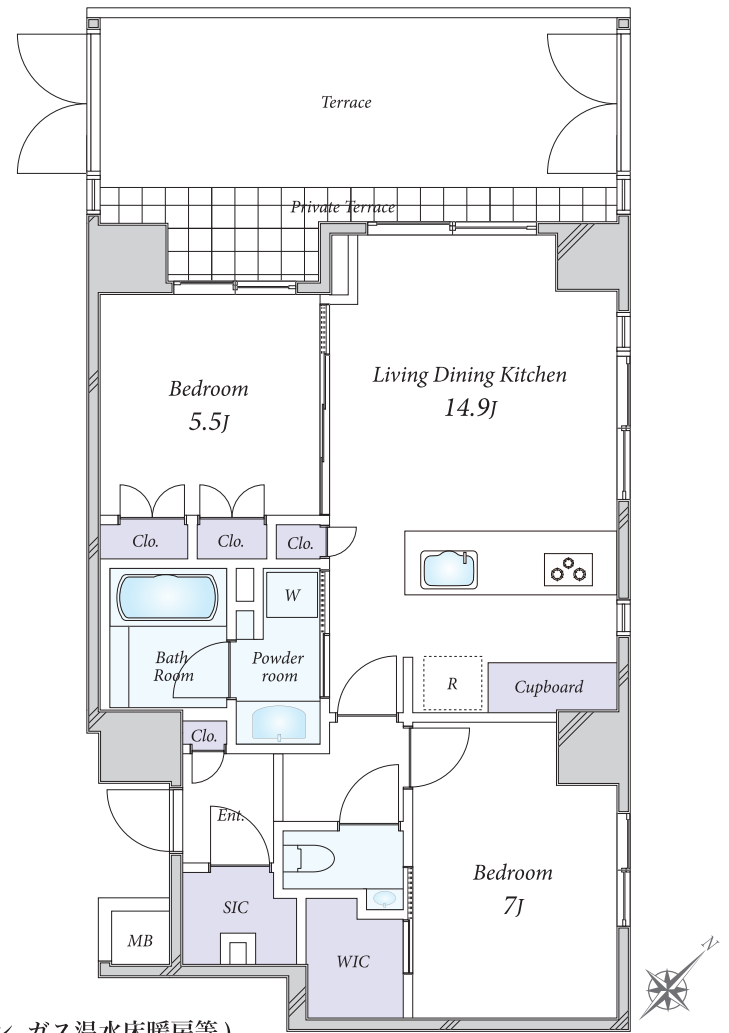 Terrace
Private Terrace
Bedroom
5.5J
Living Dining Kitchen
14.9J
Clo.
Clo.
Clo.
W
Bath
Room
Powder
room
R
Cupboard
Clo.
Ent.
Bedroom
7J
SIC
WIC
MB
N
ガス温水床暖房等)